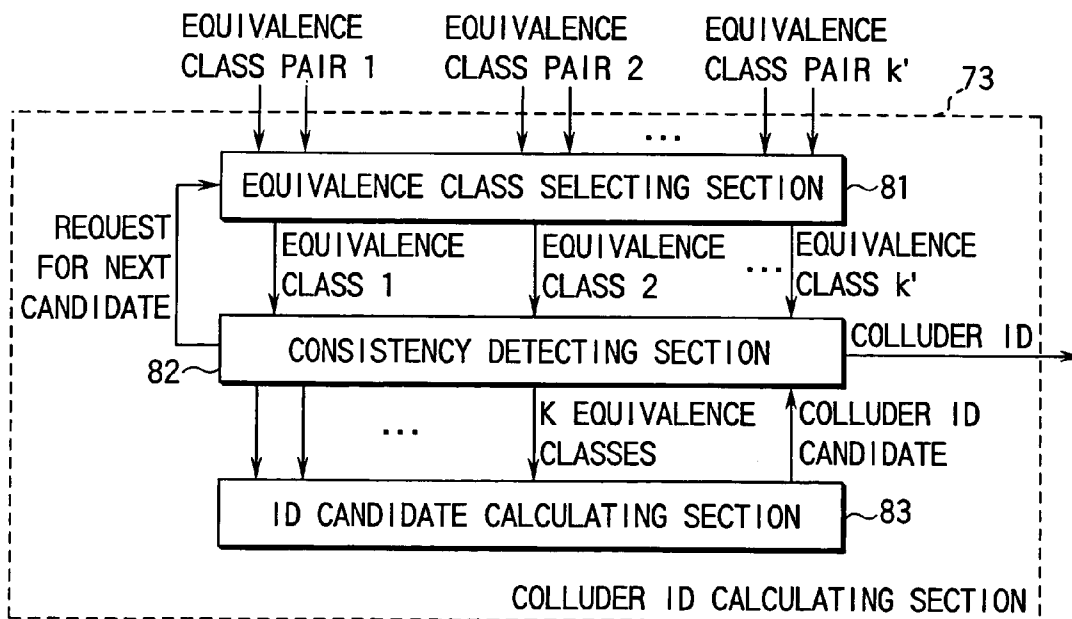 EQUIVALENCE
CLASS PAIR 1
EQUIVALENCE
CLASS PAIR 2
EQUIVALENCE
CLASS PAIR k'
73
...
EQUIVALENCE CLASS SELECTING SECTION
81
REQUEST
FOR NEXT
CANDIDATE
EQUIVALENCE
CLASS 1
EQUIVALENCE
CLASS 2
...
EQUIVALENCE
CLASS k'
CONSISTENCY DETECTING SECTION
82
COLLUDER ID
...
K EQUIVALENCE
CLASSES
COLLUDER ID
CANDIDATE
ID CANDIDATE CALCULATING SECTION
83
COLLUDER ID CALCULATING SECTION